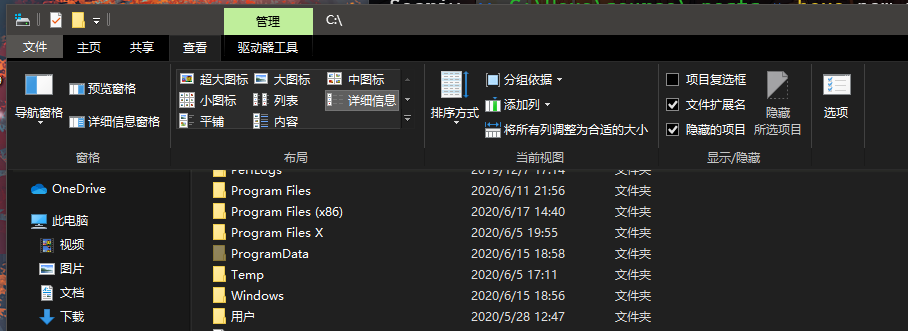 管理
C:\
文件
主页
共享
查看
驱动器工具
导航窗格
预览窗格
详细信息窗格
窗格
超大图标
大图标
中图标
小图标
列表
详细信息
平铺
内容
布局
排序方式
分组依据
添加列
将所有列调整为合适的大小
当前视图
项目复选框
文件扩展名
隐藏的项目
隐藏
所选项目
显示/隐藏
选项
OneDrive
此电脑
视频
图片
文档
下载
PerfLogs 2019/12/7 17:14 文件夹
Program Files 2020/6/11 21:56 文件夹
Program Files (x86) 2020/6/17 14:40 文件夹
Program Files X 2020/6/5 19:55 文件夹
ProgramData 2020/6/15 18:58 文件夹
Temp 2020/6/5 17:11 文件夹
Windows 2020/6/15 18:56 文件夹
用户 2020/5/28 12:47 文件夹